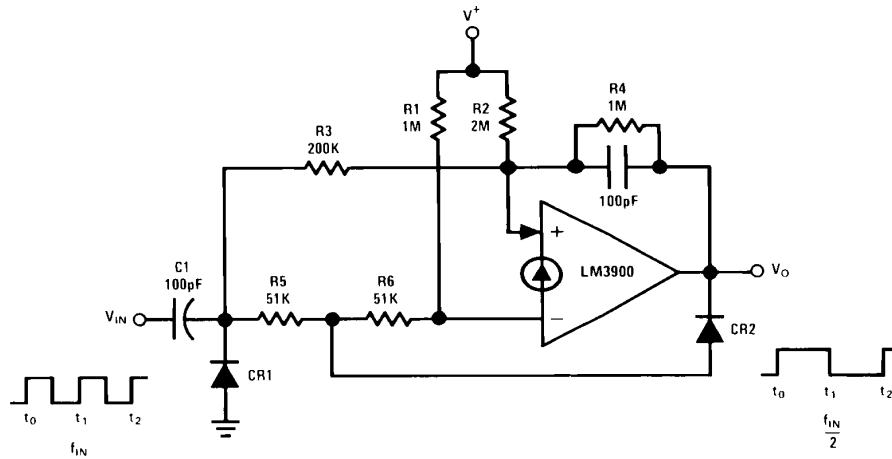 V+
R1
1M
R2
2M
R4
1M
R3
200K
100pF
+
LM3900
−
VO
C1
100pF
R5
51K
R6
51K
VIN
CR1
CR2
t0 t1 t2
fIN
t0 t1 t2
fIN
2